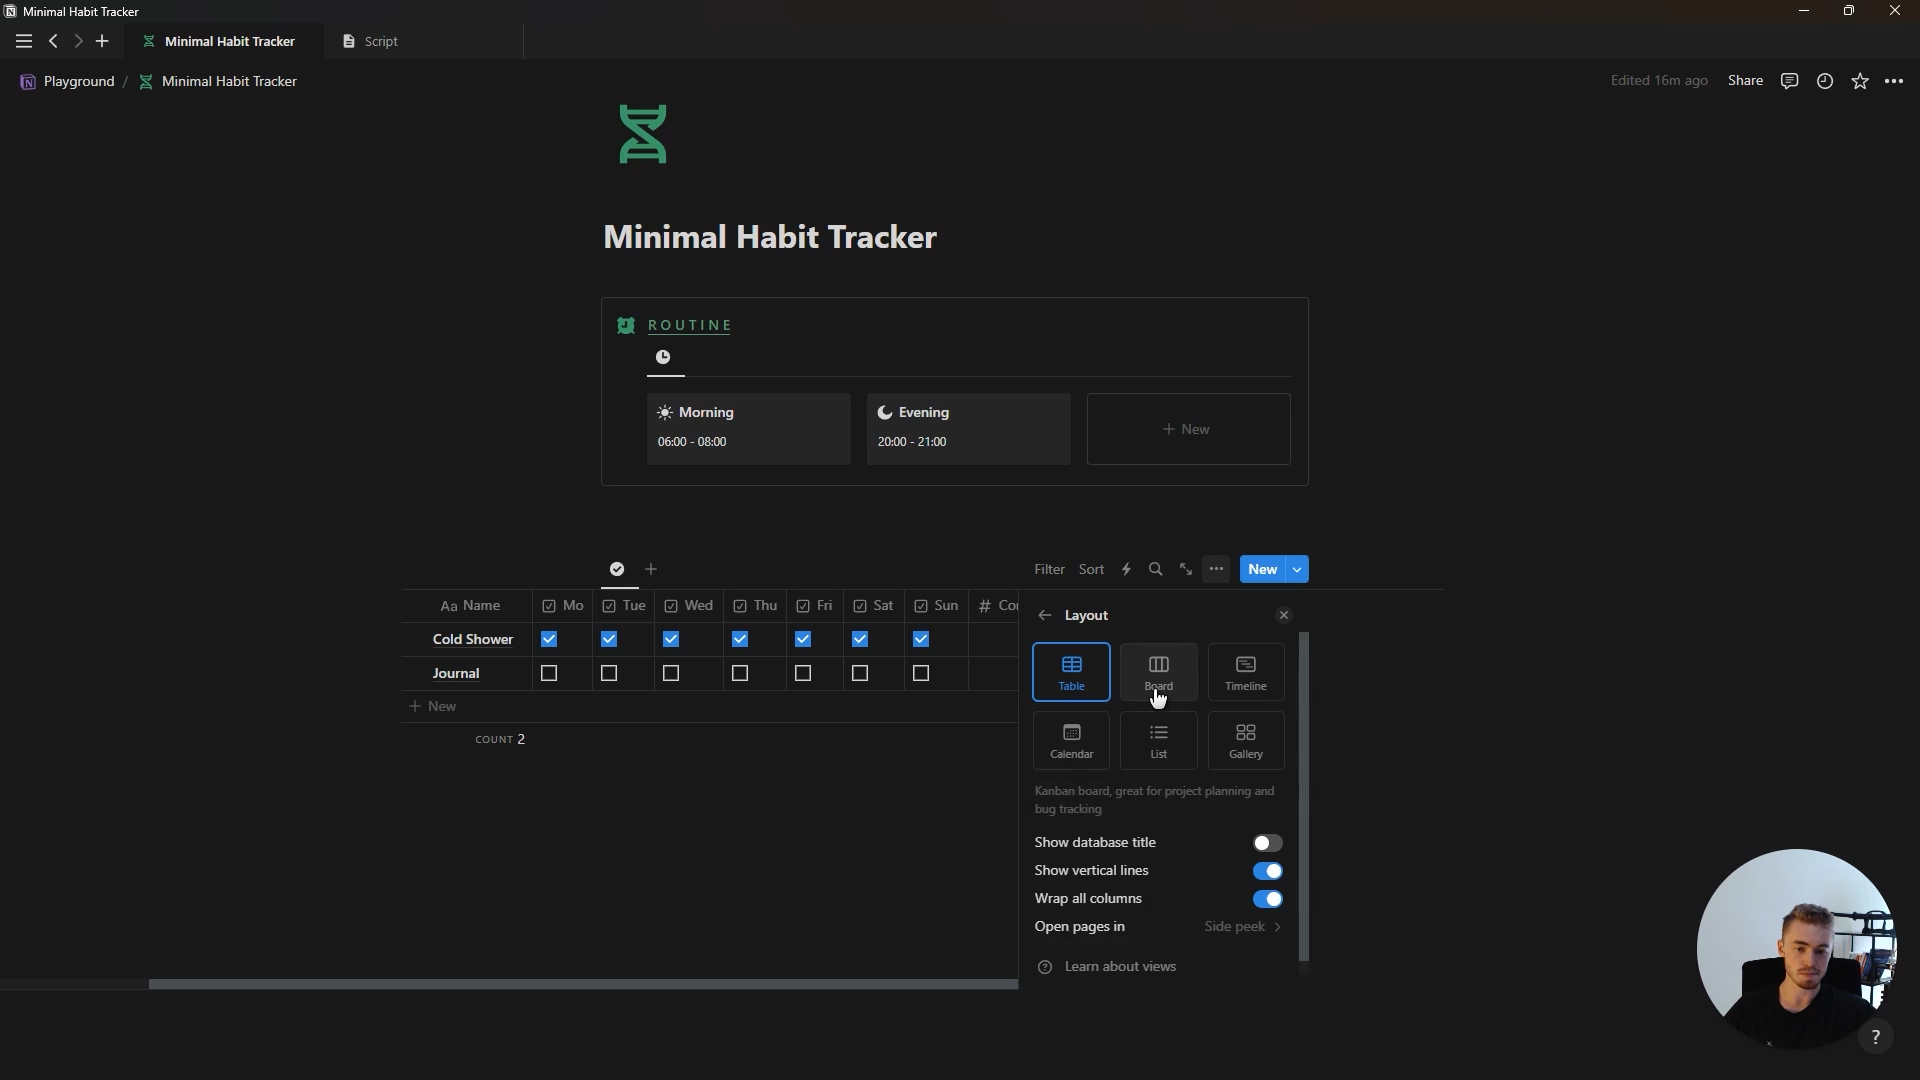 Minimal Habit Tracker
Minimal Habit Tracker
Script
Playground / Minimal Habit Tracker
Edited 16m ago
Share
Minimal Habit Tracker
ROUTINE
Morning
06:00 - 08:00
Evening
20:00 - 21:00
+ New
Filter
Sort
New
Aa Name
Mo
Tue
Wed
Thu
Fri
Sat
Sun
# Co
Cold Shower
Journal
+ New
COUNT 2
Layout
Table
Board
Timeline
Calendar
List
Gallery
Kanban board, great for project planning and
bug tracking
Show database title
Show vertical lines
Wrap all columns
Open pages in
Side peek
Learn about views
?